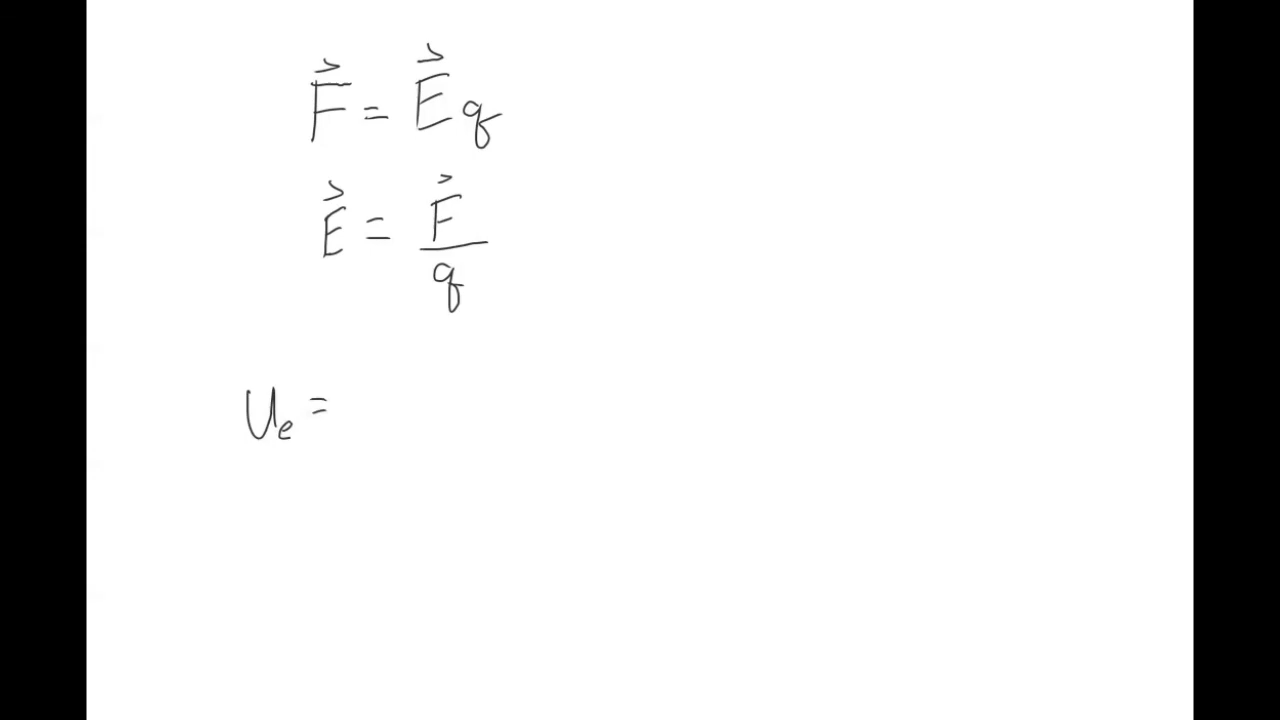 F⃗ = E⃗q
E⃗ = F⃗/q
Uₑ =